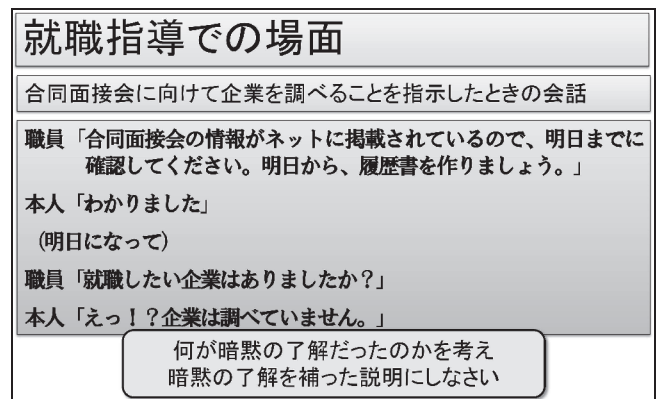 就職指導での場面
合同面接会に向けて企業を調べることを指示したときの会話
職員「合同面接会の情報がネットに掲載されているので、明日までに
確認してください。明日から、履歴書を作りましょう。」
本人「わかりました」
（明日になって）
職員「就職したい企業はありましたか？」
本人「えっ！？企業は調べていません。」
何が暗黙の了解だったのかを考え
暗黙の了解を補った説明にしなさい